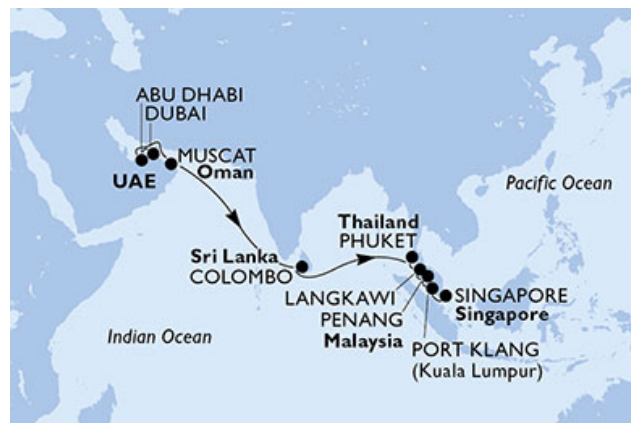 ABU DHABI
DUBAI
MUSCAT
Oman
UAE
Pacific Ocean
Thailand
PHUKET
Sri Lanka
COLOMBO
LANGKAWI
PENANG
Malaysia
SINGAPORE
Singapore
PORT KLANG
(Kuala Lumpur)
Indian Ocean